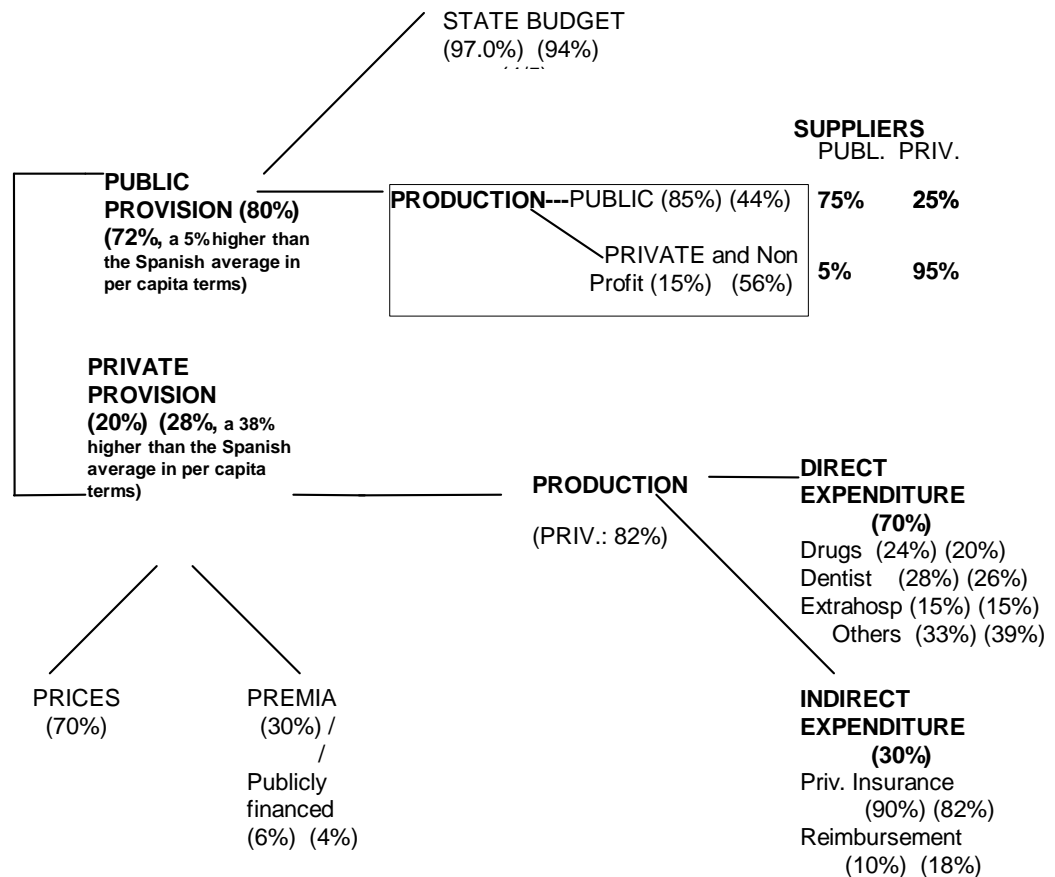 STATE BUDGET
(97.0%) (94%)
SUPPLIERS
PUBL. PRIV.
PUBLIC
PROVISION (80%)
(72%, a 5% higher than
the Spanish average in
per capita terms)
PRODUCTION---PUBLIC (85%) (44%) 75% 25%
PRIVATE and Non
Profit (15%) (56%) 5% 95%
PRIVATE
PROVISION
(20%) (28%, a 38%
higher than the Spanish
average in per capita
terms)
PRODUCTION
(PRIV.: 82%)
DIRECT
EXPENDITURE
(70%)
Drugs (24%) (20%)
Dentist (28%) (26%)
Extrahosp (15%) (15%)
Others (33%) (39%)
PRICES
(70%)
PREMIA
(30%) /
/
Publicly
financed
(6%) (4%)
INDIRECT
EXPENDITURE
(30%)
Priv. Insurance
(90%) (82%)
Reimbursement
(10%) (18%)